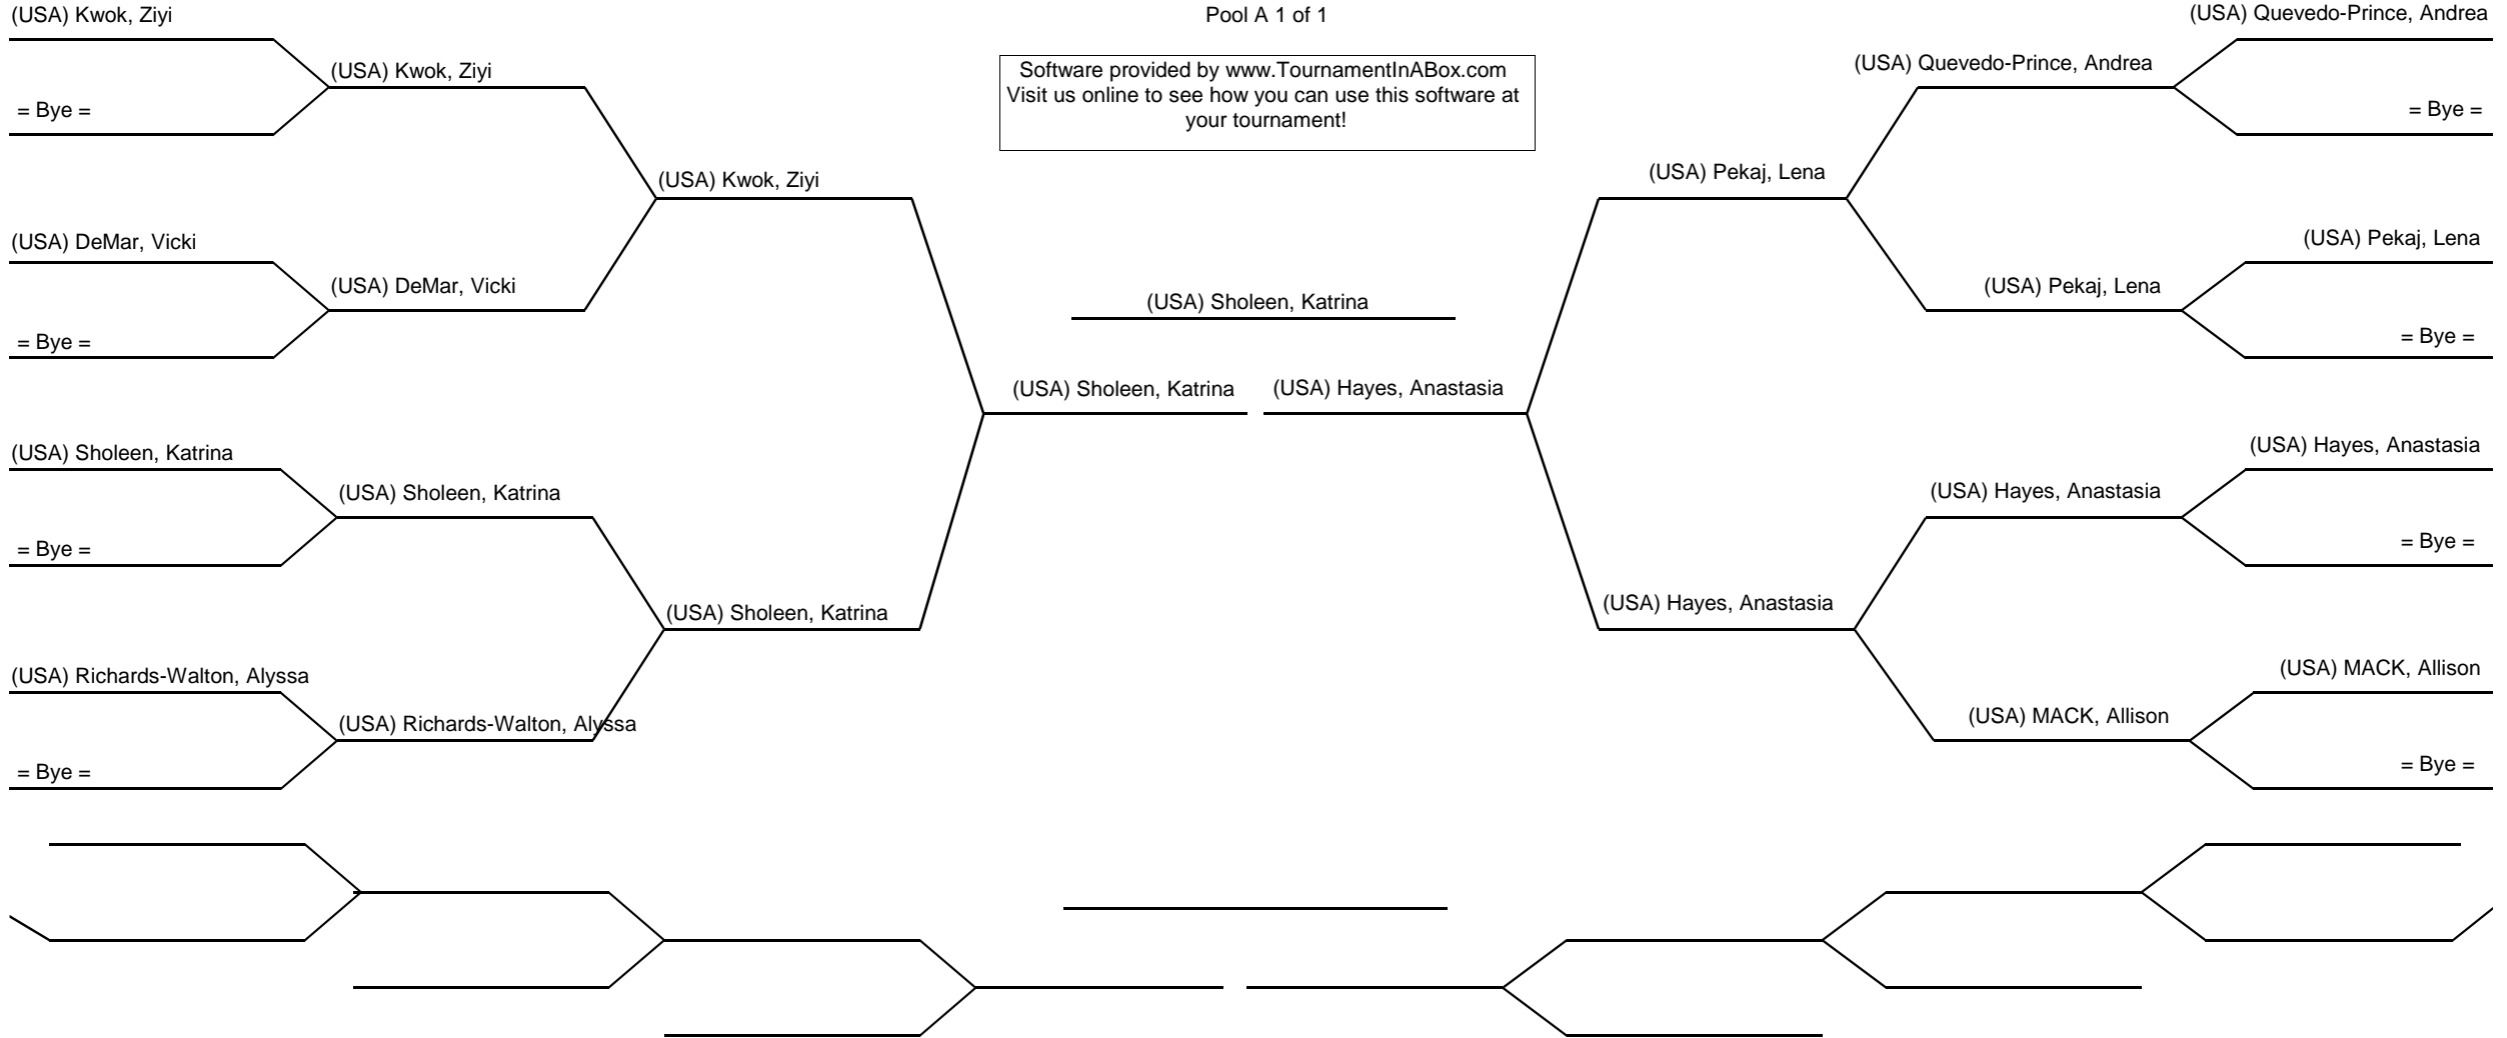 (USA) Kwok, Ziyi
Pool A 1 of 1
(USA) Quevedo-Prince, Andrea
(USA) Kwok, Ziyi
Software provided by www.TournamentInABox.com
Visit us online to see how you can use this software at
your tournament!
(USA) Quevedo-Prince, Andrea
= Bye =
= Bye =
(USA) Kwok, Ziyi
(USA) Pekaj, Lena
(USA) DeMar, Vicki
(USA) Pekaj, Lena
(USA) DeMar, Vicki
(USA) Sholeen, Katrina
(USA) Pekaj, Lena
= Bye =
= Bye =
(USA) Sholeen, Katrina
(USA) Hayes, Anastasia
(USA) Sholeen, Katrina
(USA) Hayes, Anastasia
(USA) Sholeen, Katrina
(USA) Hayes, Anastasia
= Bye =
= Bye =
(USA) Sholeen, Katrina
(USA) Hayes, Anastasia
(USA) Richards-Walton, Alyssa
(USA) MACK, Allison
(USA) Richards-Walton, Alyssa
(USA) MACK, Allison
= Bye =
= Bye =